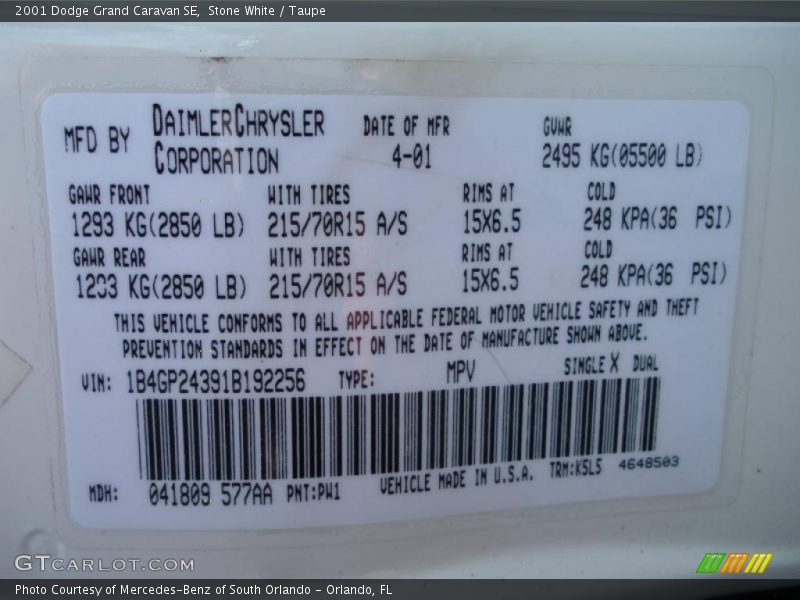 2001 Dodge Grand Caravan SE, Stone White / Taupe
MFD BY DAIMLERCHRYSLER CORPORATION DATE OF MFR 4-01 GVWR 2495 KG(05500 LB)
GAWR FRONT WITH TIRES RIMS AT COLD
1293 KG(2850 LB) 215/70R15 A/S 15X6.5 248 KPA(36 PSI)
GAWR REAR WITH TIRES RIMS AT COLD
1293 KG(2850 LB) 215/70R15 A/S 15X6.5 248 KPA(36 PSI)
THIS VEHICLE CONFORMS TO ALL APPLICABLE FEDERAL MOTOR VEHICLE SAFETY AND THEFT
PREVENTION STANDARDS IN EFFECT ON THE DATE OF MANUFACTURE SHOWN ABOVE.
VIN: 1B4GP24391B192256 TYPE: MPV SINGLE X DUAL
MDH: 041809 577AA PNT:PW1 VEHICLE MADE IN U.S.A. TRM:K5L5 4648503
GTCARLOT.COM
Photo Courtesy of Mercedes-Benz of South Orlando - Orlando, FL